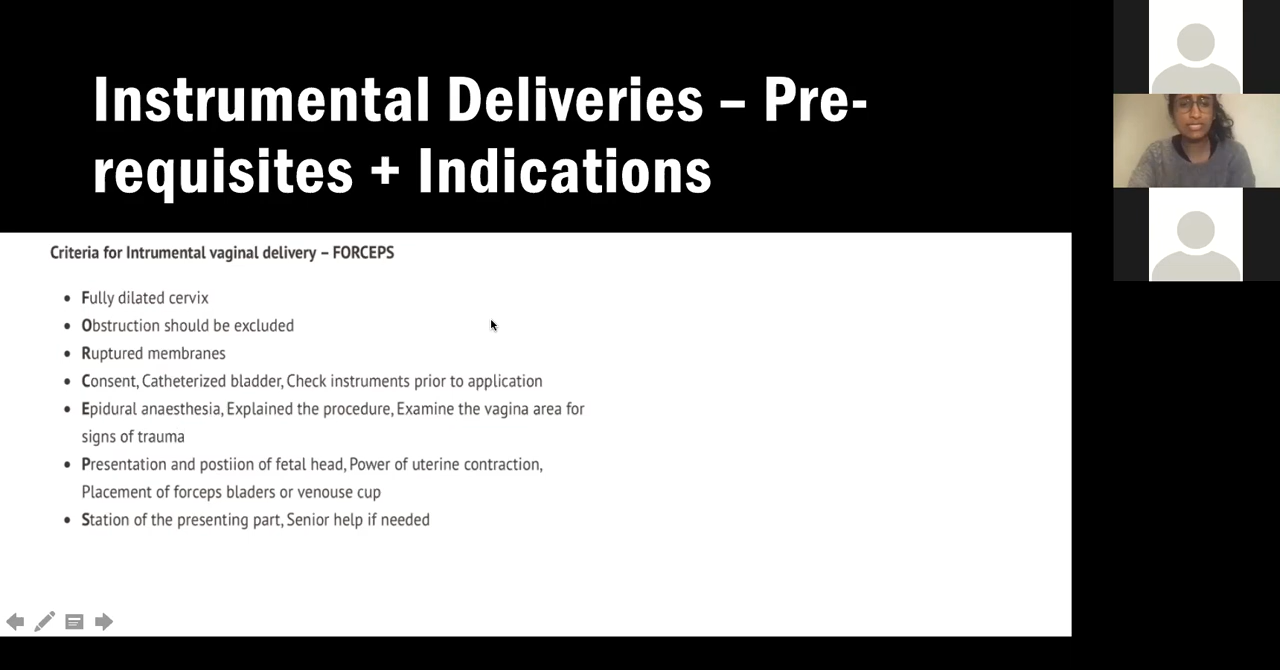 Instrumental Deliveries – Pre-
requisites + Indications
Criteria for Intrumental vaginal delivery – FORCEPS
• Fully dilated cervix
• Obstruction should be excluded
• Ruptured membranes
• Consent, Catheterized bladder, Check instruments prior to application
• Epidural anaesthesia, Explained the procedure, Examine the vagina area for
signs of trauma
• Presentation and postiion of fetal head, Power of uterine contraction,
Placement of forceps bladers or venouse cup
• Station of the presenting part, Senior help if needed